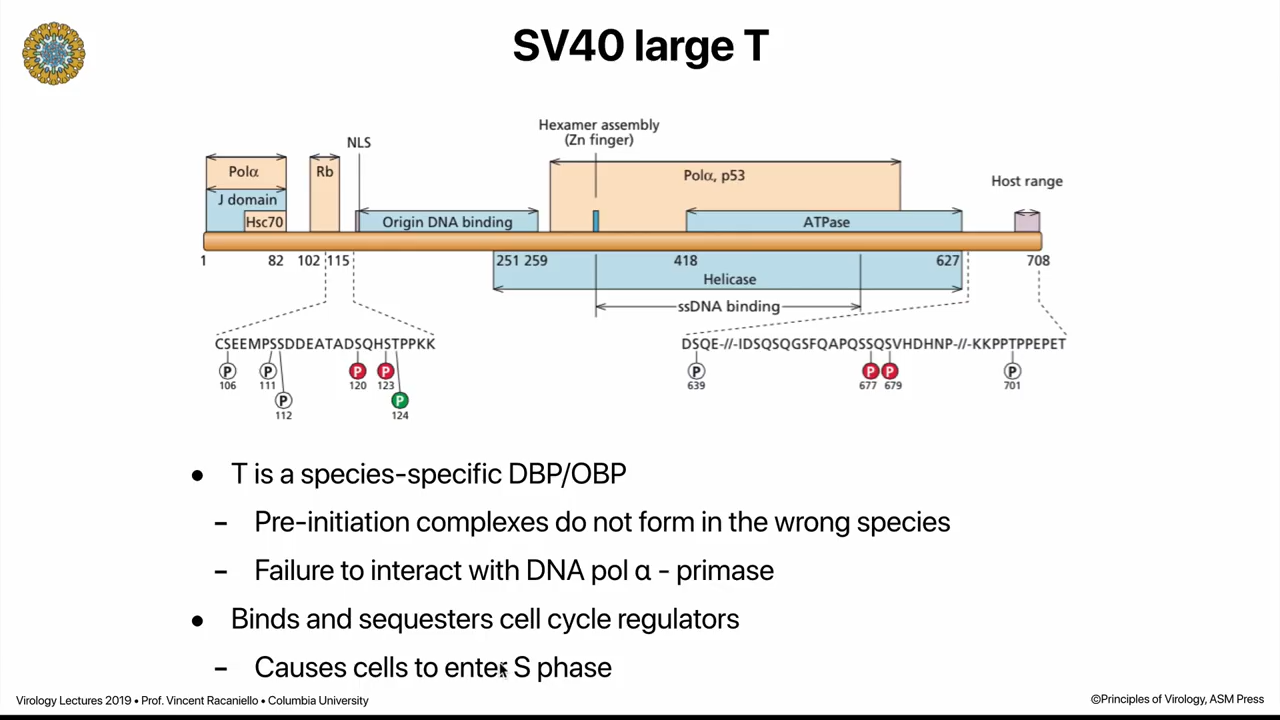 SV40 large T
Hexamer assembly
(Zn finger)
NLS
Polα
Rb
Polα, p53
Host range
J domain
Hsc70
Origin DNA binding
ATPase
1 82 102 115 251 259 418 627 708
Helicase
ssDNA binding
CSEEMPSSDDEATADSQHSTPPKK
DSQE-//-IDSQSQGSFQAPQSSQSVHDHNP-//-KKPPTPPEPET
P P P P P P P P
106 111 120 123 639 677 679 701
P P
112 124
• T is a species-specific DBP/OBP
– Pre-initiation complexes do not form in the wrong species
– Failure to interact with DNA pol α - primase
• Binds and sequesters cell cycle regulators
– Causes cells to enter S phase
Virology Lectures 2019 • Prof. Vincent Racaniello • Columbia University
©Principles of Virology, ASM Press